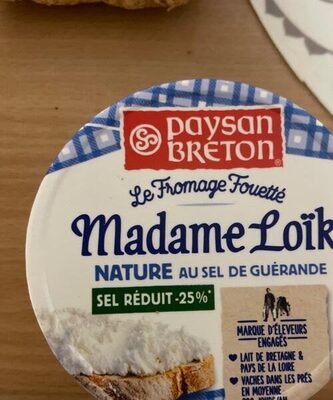 Paysan
Breton
Le Fromage Fouetté
Madame Loïk
NATURE AU SEL DE GUÉRANDE
SEL RÉDUIT -25%*
MARQUE D'ÉLEVEURS
ENGAGÉS
LAIT DE BRETAGNE &
PAYS DE LA LOIRE
VACHES DANS LES PRÉS
EN MOYENNE